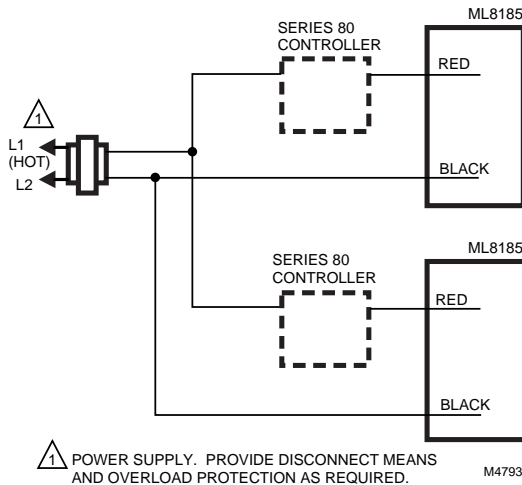 ML8185
SERIES 80
CONTROLLER
RED
1
L1
(HOT)
L2
BLACK
ML8185
SERIES 80
CONTROLLER
RED
BLACK
1 POWER SUPPLY. PROVIDE DISCONNECT MEANS
AND OVERLOAD PROTECTION AS REQUIRED.
M4793